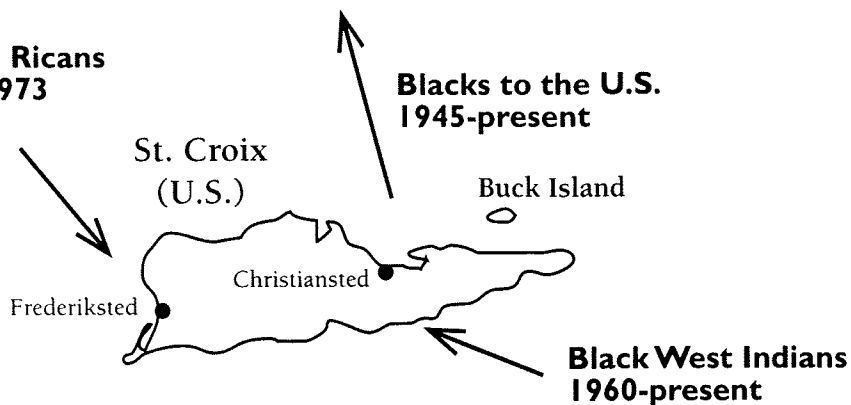 Ricans
973
Blacks to the U.S.
1945-present
St. Croix
(U.S.)
Buck Island
Christiansted
Frederiksted
Black West Indians
1960-present